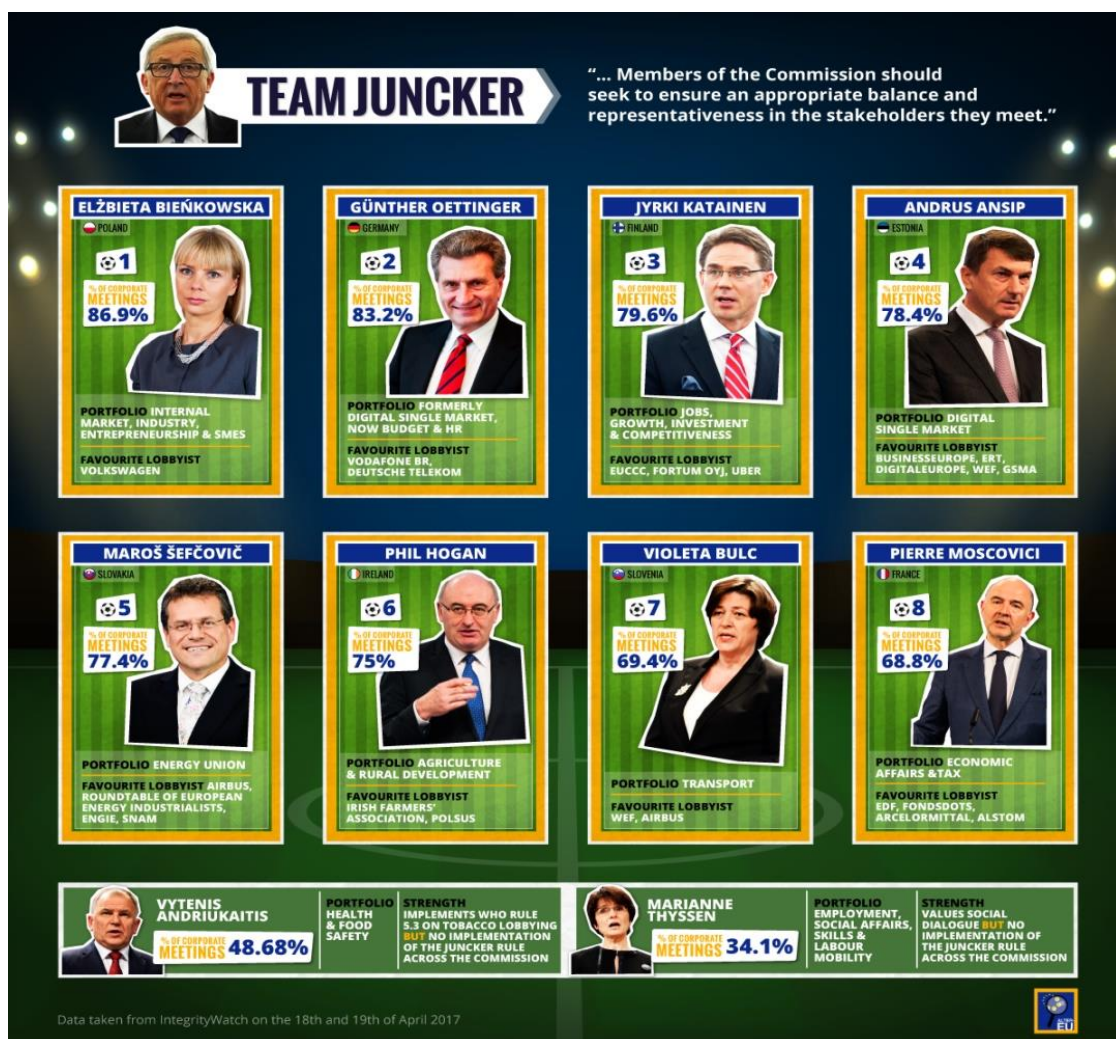 TEAM JUNCKER
“... Members of the Commission should
seek to ensure an appropriate balance and
representativeness in the stakeholders they meet.”
ELŻBIETA BIEŃKOWSKA
POLAND
1
% OF CORPORATE
MEETINGS
86.9%
PORTFOLIO INTERNAL
MARKET, INDUSTRY,
ENTREPRENEURSHIP & SMES
FAVOURITE LOBBYIST
VOLKSWAGEN
GÜNTHER OETTINGER
GERMANY
2
% OF CORPORATE
MEETINGS
83.2%
PORTFOLIO FORMERLY
DIGITAL SINGLE MARKET,
NOW BUDGET & HR
FAVOURITE LOBBYIST
VODAFONE BR,
DEUTSCHE TELEKOM
JYRKI KATAINEN
FINLAND
3
% OF CORPORATE
MEETINGS
79.6%
PORTFOLIO JOBS,
GROWTH, INVESTMENT
& COMPETITIVENESS
FAVOURITE LOBBYIST
EUCCC, FORTUM OYJ, UBER
ANDRUS ANSIP
ESTONIA
4
% OF CORPORATE
MEETINGS
78.4%
PORTFOLIO DIGITAL
SINGLE MARKET
FAVOURITE LOBBYIST
BUSINESSEUROPE, ERT,
DIGITALEUROPE, WEF, GSMA
MAROŠ ŠEFČOVIČ
SLOVAKIA
5
% OF CORPORATE
MEETINGS
77.4%
PORTFOLIO ENERGY UNION
FAVOURITE LOBBYIST AIRBUS,
ROUNDTABLE OF EUROPEAN
ENERGY INDUSTRIALISTS,
ENGIE, SNAM
PHIL HOGAN
IRELAND
6
% OF CORPORATE
MEETINGS
75%
PORTFOLIO AGRICULTURE
& RURAL DEVELOPMENT
FAVOURITE LOBBYIST
IRISH FARMERS’
ASSOCIATION, POLSUS
VIOLETA BULC
SLOVENIA
7
% OF CORPORATE
MEETINGS
69.4%
PORTFOLIO TRANSPORT
FAVOURITE LOBBYIST
WEF, AIRBUS
PIERRE MOSCOVICI
FRANCE
8
% OF CORPORATE
MEETINGS
68.8%
PORTFOLIO ECONOMIC
AFFAIRS &TAX
FAVOURITE LOBBYIST
EDF, FONDSDOTS,
ARCELORMITTAL, ALSTOM
VYTENIS
ANDRIUKAITIS
% OF CORPORATE
MEETINGS 48.68%
PORTFOLIO
HEALTH
& FOOD
SAFETY
STRENGTH
IMPLEMENTS WHO RULE
5.3 ON TOBACCO LOBBYING
BUT NO IMPLEMENTATION
OF THE JUNCKER RULE
ACROSS THE COMMISSION
MARIANNE
THYSSEN
% OF CORPORATE
MEETINGS 34.1%
PORTFOLIO
EMPLOYMENT,
SOCIAL AFFAIRS,
SKILLS &
LABOUR
MOBILITY
STRENGTH
VALUES SOCIAL
DIALOGUE BUT NO
IMPLEMENTATION OF
THE JUNCKER RULE
ACROSS THE COMMISSION
Data taken from IntegrityWatch on the 18th and 19th of April 2017
EU